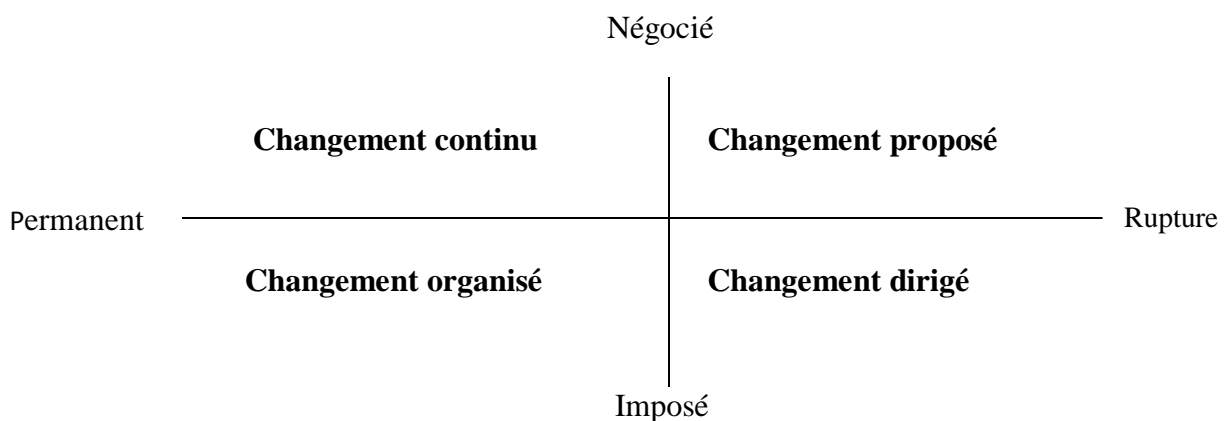 Négocié
Changement continu
Changement proposé
Permanent
Rupture
Changement organisé
Changement dirigé
Imposé